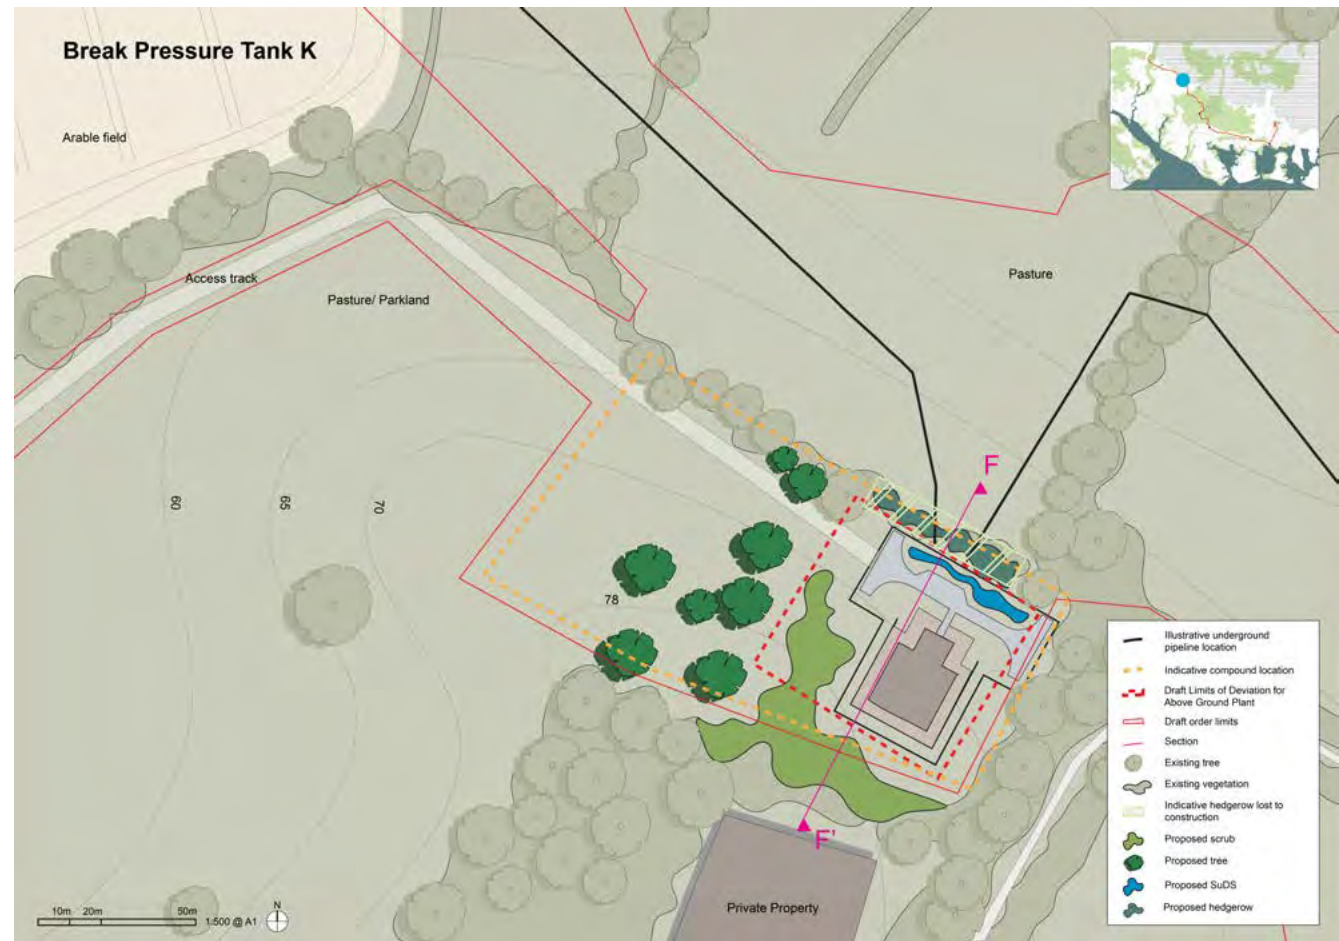 Break Pressure Tank K
Arable field
Access track
Pasture/ Parkland
Pasture
60
65
70
78
F
F'
Private Property
Illustrative underground
pipeline location
Indicative compound location
Draft Limits of Deviation for
Above Ground Plant
Draft order limits
Section
Existing tree
Existing vegetation
Indicative hedgerow lost to
construction
Proposed scrub
Proposed tree
Proposed SuDS
Proposed hedgerow
10m 20m 50m
1:500 @ A1
N